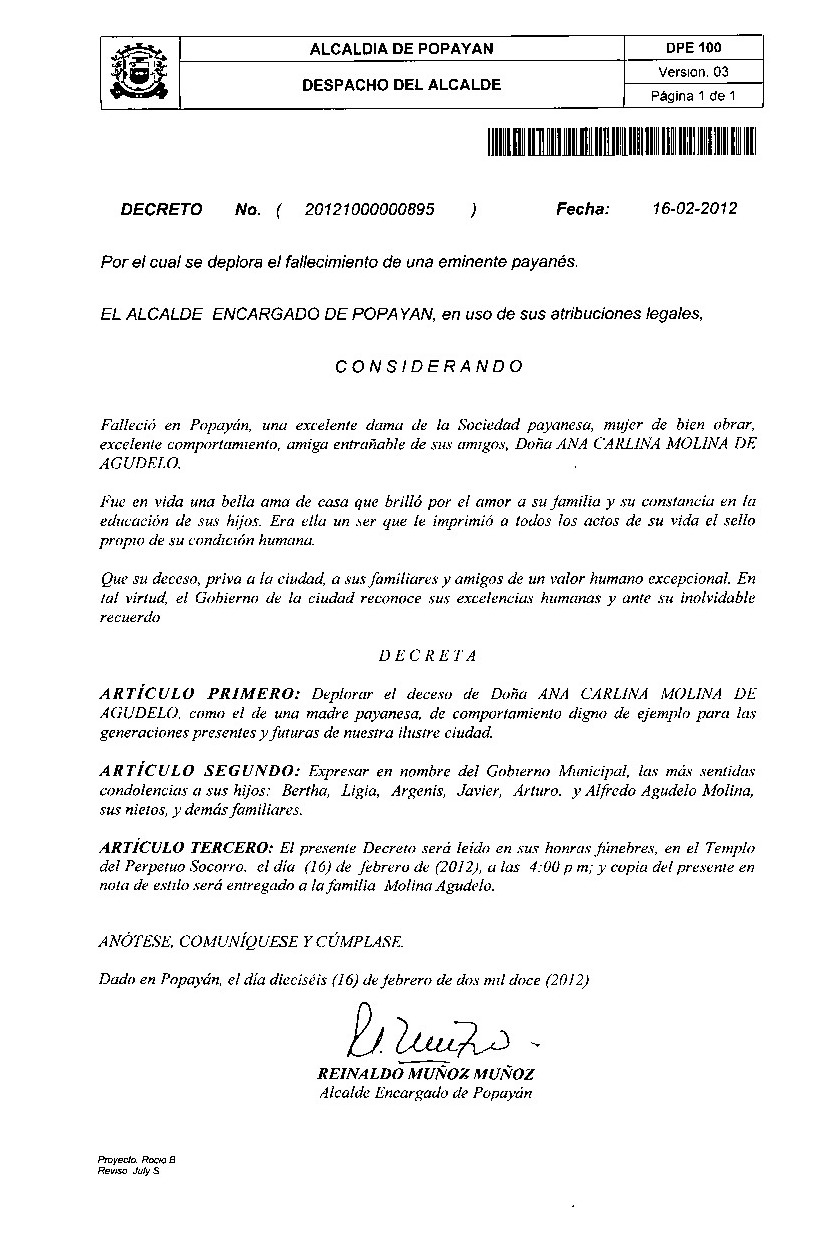 ALCALDIA DE POPAYAN
DPE 100
DESPACHO DEL ALCALDE
Version. 03
Página 1 de 1
DECRETO No. ( 20121000000895 ) Fecha: 16-02-2012
Por el cual se deplora el fallecimiento de una eminente payanés.
EL ALCALDE ENCARGADO DE POPAYAN, en uso de sus atribuciones legales,
CONSIDERANDO
Falleció en Popayán, una excelente dama de la Sociedad payanesa, mujer de bien obrar,
excelente comportamiento, amiga entrañable de sus amigos, Doña ANA CARLINA MOLINA DE
AGUDELO.
Fue en vida una bella ama de casa que brilló por el amor a su familia y su constancia en la
educación de sus hijos. Era ella un ser que le imprimió a todos los actos de su vida el sello
propio de su condición humana.
Que su deceso, priva a la ciudad, a sus familiares y amigos de un valor humano excepcional. En
tal virtud, el Gobierno de la ciudad reconoce sus excelencias humanas y ante su inolvidable
recuerdo
DECRETA
ARTÍCULO PRIMERO: Deplorar el deceso de Doña ANA CARLINA MOLINA DE
AGUDELO, como el de una madre payanesa, de comportamiento digno de ejemplo para las
generaciones presentes y futuras de nuestra ilustre ciudad.
ARTÍCULO SEGUNDO: Expresar en nombre del Gobierno Municipal, las más sentidas
condolencias a sus hijos: Bertha, Ligia, Argenis, Javier, Arturo. y Alfredo Agudelo Molina,
sus nietos, y demás familiares.
ARTÍCULO TERCERO: El presente Decreto será leído en sus honras fúnebres, en el Templo
del Perpetuo Socorro. el día (16) de febrero de (2012), a las 4:00 p m; y copia del presente en
nota de estilo será entregado a la familia Molina Agudelo.
ANÓTESE, COMUNÍQUESE Y CÚMPLASE.
Dado en Popayán, el día dieciséis (16) de febrero de dos mil doce (2012)
REINALDO MUÑOZ MUÑOZ
Alcalde Encargado de Popayán
Proyecto. Rocio B
Reviso July S